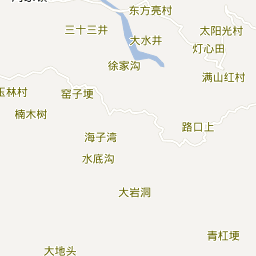 东方亮村
三十三井
太阳光村
大水井
灯心田
徐家沟
满山红村
玉林村
窑子埂
楠木树
路口上
海子湾
水底沟
大岩洞
青杠埂
大地头